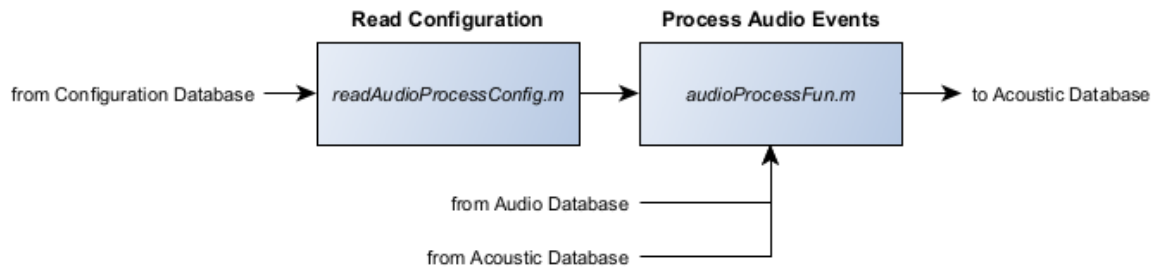 Read Configuration
Process Audio Events
from Configuration Database
readAudioProcessConfig.m
audioProcessFun.m
to Acoustic Database
from Audio Database
from Acoustic Database